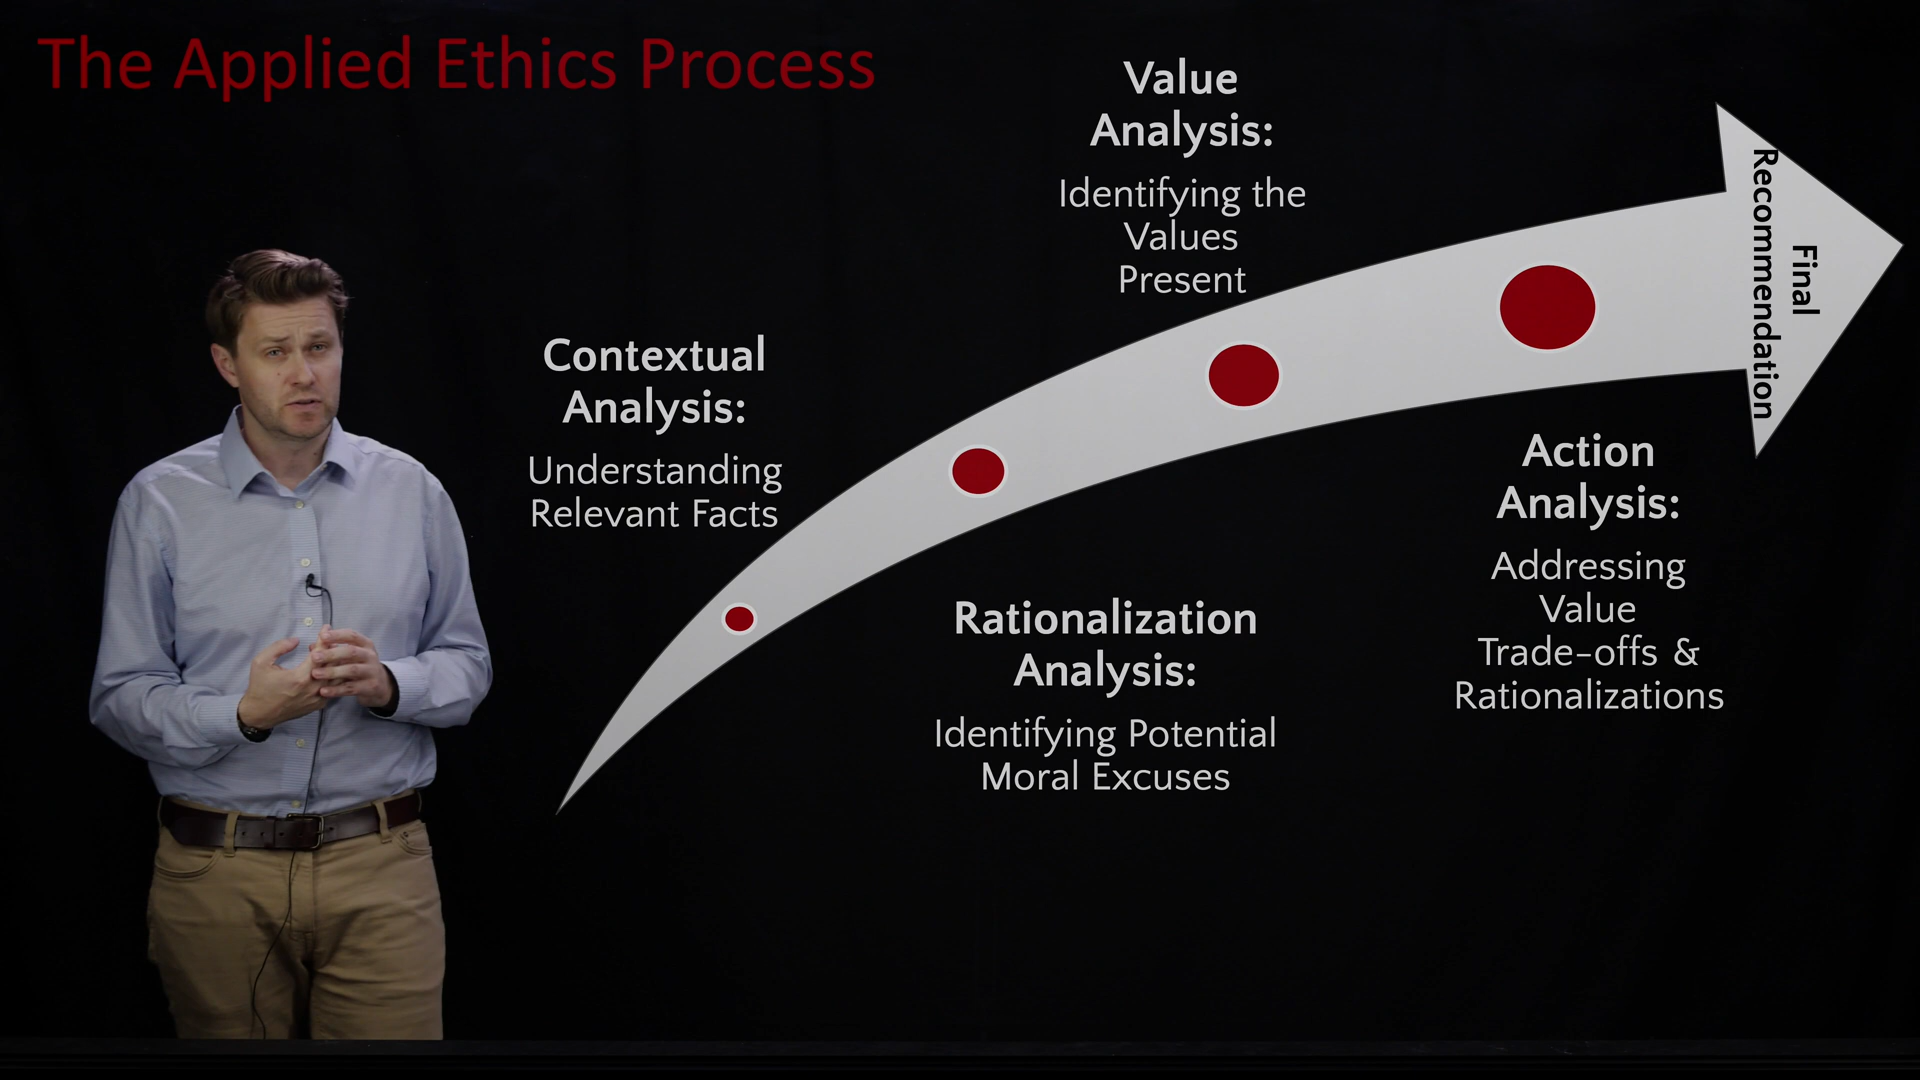 The Applied Ethics Process
Contextual
Analysis:
Understanding
Relevant Facts
Rationalization
Analysis:
Identifying Potential
Moral Excuses
Value
Analysis:
Identifying the
Values
Present
Action
Analysis:
Addressing
Value
Trade-offs &
Rationalizations
Final
Recommendation